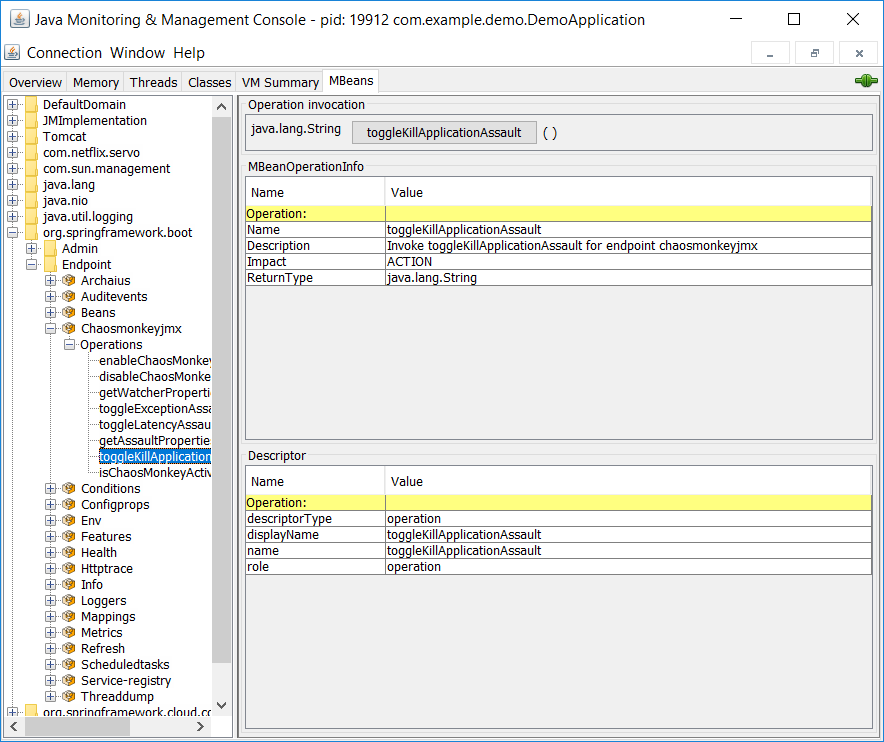 Java Monitoring & Management Console - pid: 19912 com.example.demo.DemoApplication
Connection Window Help
Overview Memory Threads Classes VM Summary MBeans
DefaultDomain
JMImplementation
Tomcat
com.netflix.servo
com.sun.management
java.lang
java.nio
java.util.logging
org.springframework.boot
Admin
Endpoint
Archaius
Auditevents
Beans
Chaosmonkeyjmx
Operations
enableChaosMonkey
disableChaosMonke
getWatcherProperti
toggleExceptionAssa
toggleLatencyAssau
getAssaultPropertie
toggleKillApplication
isChaosMonkeyActiv
Conditions
Configprops
Env
Features
Health
Httptrace
Info
Loggers
Mappings
Metrics
Refresh
Scheduledtasks
Service-registry
Threaddump
org.springframework.cloud.co
Operation invocation
java.lang.String toggleKillApplicationAssault ( )
MBeanOperationInfo
Name Value
Operation:
Name toggleKillApplicationAssault
Description Invoke toggleKillApplicationAssault for endpoint chaosmonkeyjmx
Impact ACTION
ReturnType java.lang.String
Descriptor
Name Value
Operation:
descriptorType operation
displayName toggleKillApplicationAssault
name toggleKillApplicationAssault
role operation